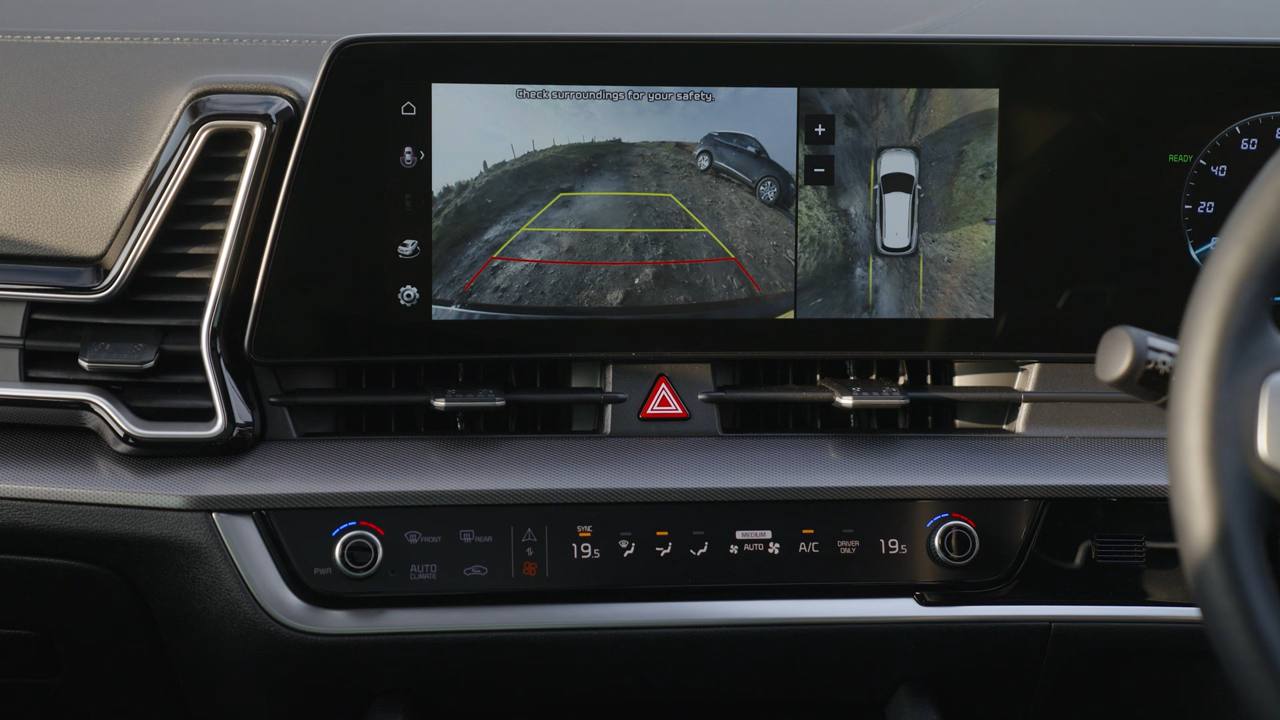 Check surroundings for your safety.
+
−
READY
60
40
20
SYNC
19.5
FRONT
REAR
MEDIUM
AUTO
A/C
DRIVER
ONLY
19.5
PWR
AUTO
CLIMATE